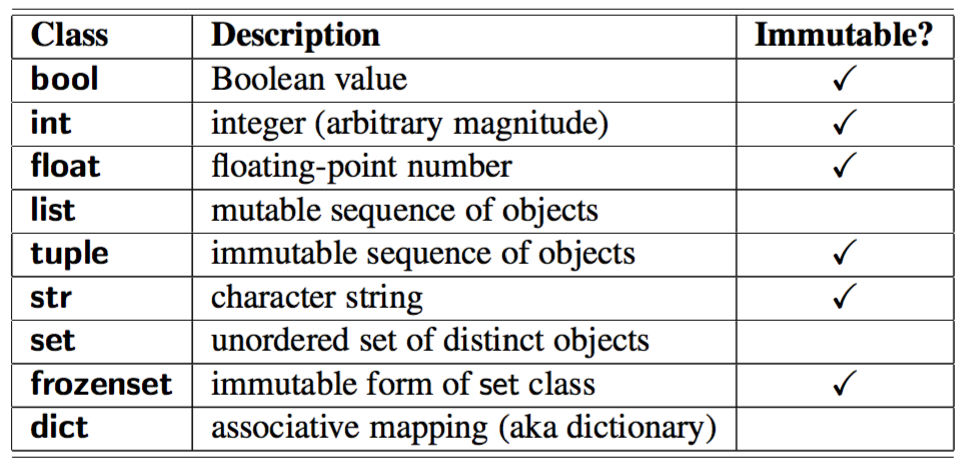 Class Description Immutable?
bool Boolean value ✓
int integer (arbitrary magnitude) ✓
float floating-point number ✓
list mutable sequence of objects
tuple immutable sequence of objects ✓
str character string ✓
set unordered set of distinct objects
frozenset immutable form of set class ✓
dict associative mapping (aka dictionary)